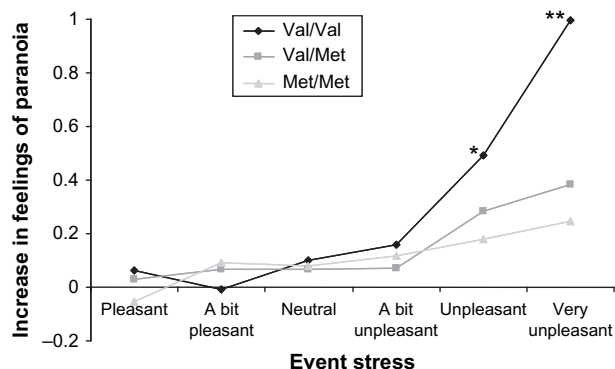 Increase in feelings of paranoia
1
0.8
0.6
0.4
0.2
0
–0.2
Val/Val
Val/Met
Met/Met
*
**
Pleasant
A bit
pleasant
Neutral
A bit
unpleasant
Unpleasant
Very
unpleasant
Event stress